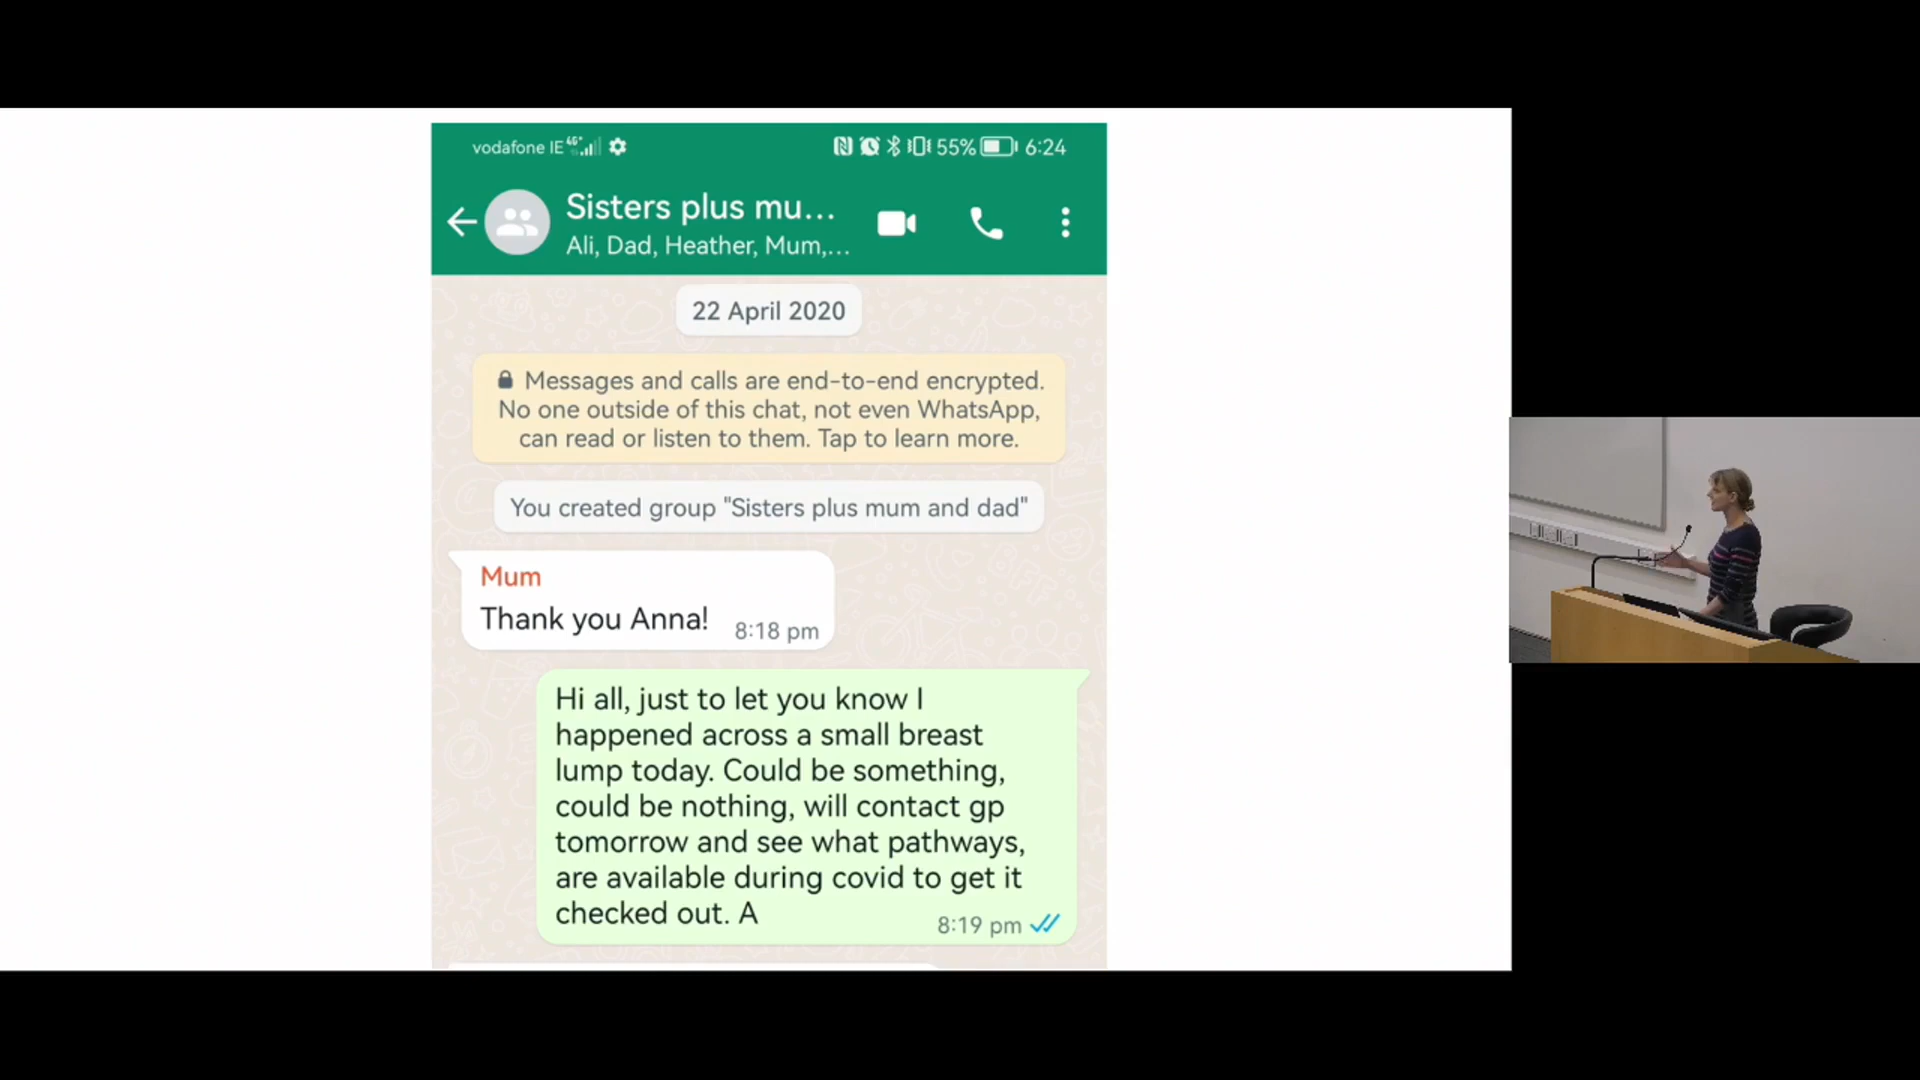 vodafone IE 4G+ 55% 6:24
Sisters plus mu...
Ali, Dad, Heather, Mum,...
22 April 2020
Messages and calls are end-to-end encrypted.
No one outside of this chat, not even WhatsApp,
can read or listen to them. Tap to learn more.
You created group "Sisters plus mum and dad"
Mum
Thank you Anna! 8:18 pm
Hi all, just to let you know I
happened across a small breast
lump today. Could be something,
could be nothing, will contact gp
tomorrow and see what pathways,
are available during covid to get it
checked out. A 8:19 pm